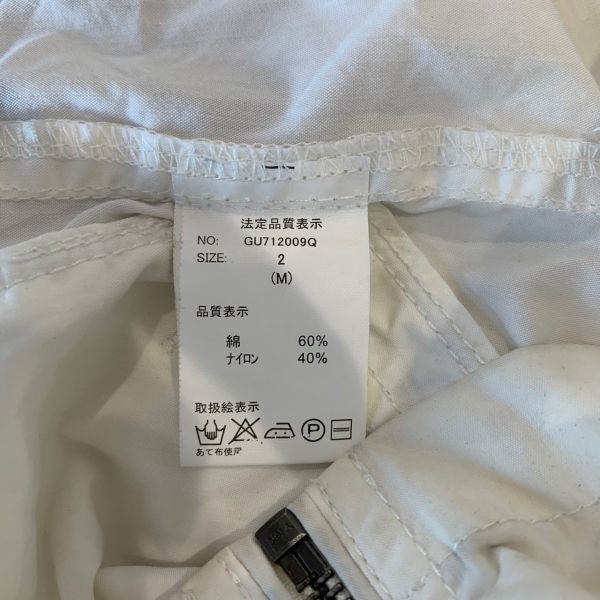 法定品質表示
NO: GU712009Q
SIZE: 2
(M)
品質表示
綿 60%
ナイロン 40%
取扱絵表示
P
あて布使用